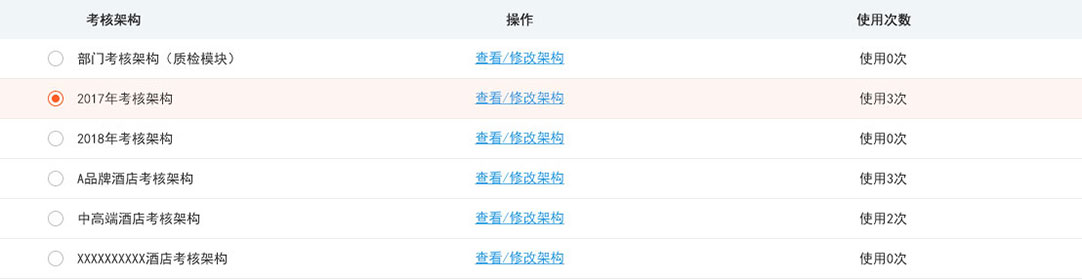 考核架构 操作 使用次数
部门考核架构（质检模块） 查看/修改架构 使用0次
2017年考核架构 查看/修改架构 使用3次
2018年考核架构 查看/修改架构 使用0次
A品牌酒店考核架构 查看/修改架构 使用3次
中高端酒店考核架构 查看/修改架构 使用2次
XXXXXXXXXX酒店考核架构 查看/修改架构 使用0次